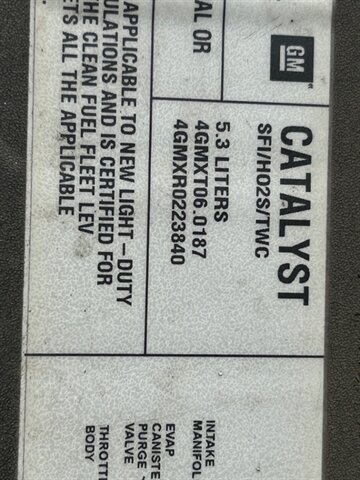 GM
CATALYST
SFI/HO2S/TWC
5.3 LITERS
4GMXT06.0187
4GMXR0223840
AL OR
APPLICABLE TO NEW LIGHT-DUTY
ULATIONS AND IS CERTIFIED FOR
HE CLEAN FUEL FLEET LEV
ETS ALL THE APPLICABLE
INTAKE
MANIFOL
EVAP
CANISTE
PURGE
VALVE
THROTTL
BODY